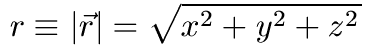 r ≡ |r⃗| = √(x² + y² + z²)